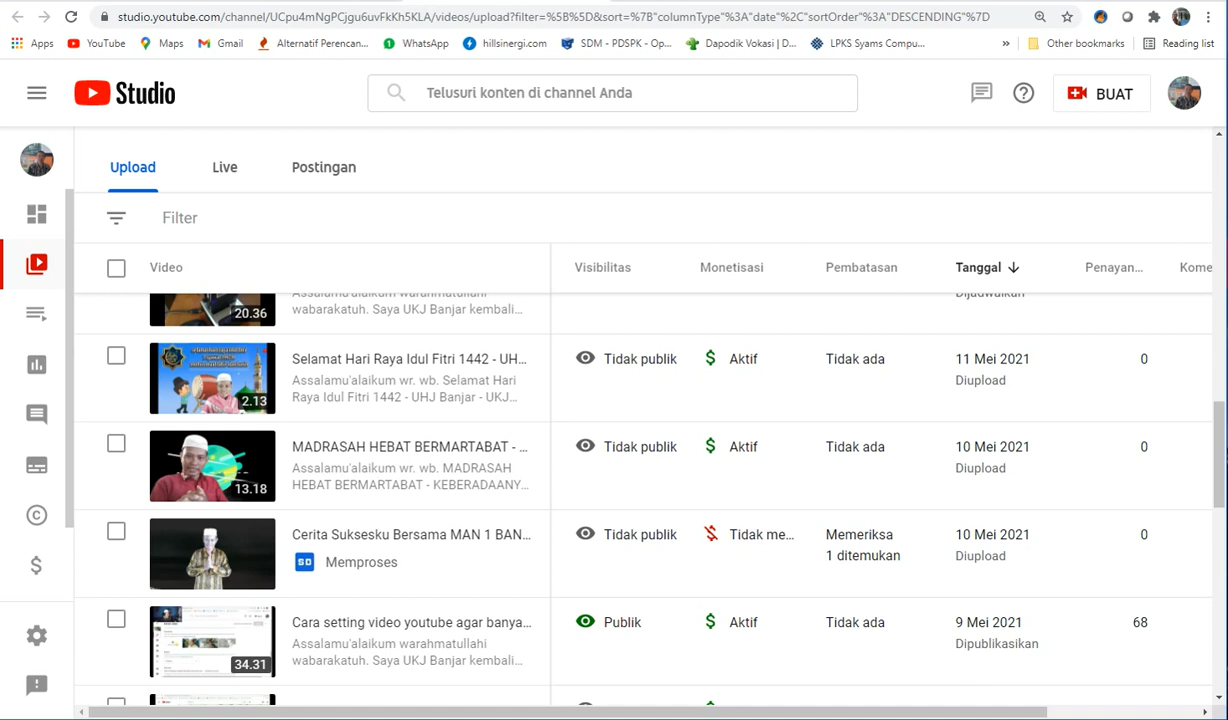 studio.youtube.com/channel/UCpu4mNgPCjgu6uvFkKh5KLA/videos/upload?filter=%5B%5D&sort=%7B"columnType"%3A"date"%2C"sortOrder"%3A"DESCENDING"%7D
Apps YouTube Maps Gmail Alternatif Perencan... WhatsApp hillsinergi.com SDM - PDSPK - Op... Dapodik Vokasi | D... LPKS Syams Compu... » Other bookmarks Reading list
Studio Telusuri konten di channel Anda BUAT
Upload Live Postingan
Filter
Video Visibilitas Monetisasi Pembatasan Tanggal Penayan... Kome
Assalamu'alaikum warahmatullahi Dijadwalkan
20.36 wabarakatuh. Saya UKJ Banjar kembali...
Selamat Hari Raya Idul Fitri 1442 - UH... Tidak publik Aktif Tidak ada 11 Mei 2021 0
Assalamu'alaikum wr. wb. Selamat Hari Diupload
2.13 Raya Idul Fitri 1442 - UHJ Banjar - UKJ...
MADRASAH HEBAT BERMARTABAT - ... Tidak publik Aktif Tidak ada 10 Mei 2021 0
Assalamu'alaikum wr. wb. MADRASAH Diupload
13.18 HEBAT BERMARTABAT - KEBERADAANY...
Cerita Suksesku Bersama MAN 1 BAN... Tidak publik Tidak me... Memeriksa 10 Mei 2021 0
SD Memproses 1 ditemukan Diupload
Cara setting video youtube agar banya... Publik Aktif Tidak ada 9 Mei 2021 68
Assalamu'alaikum warahmatullahi Dipublikasikan
34.31 wabarakatuh. Saya UKJ Banjar kembali...